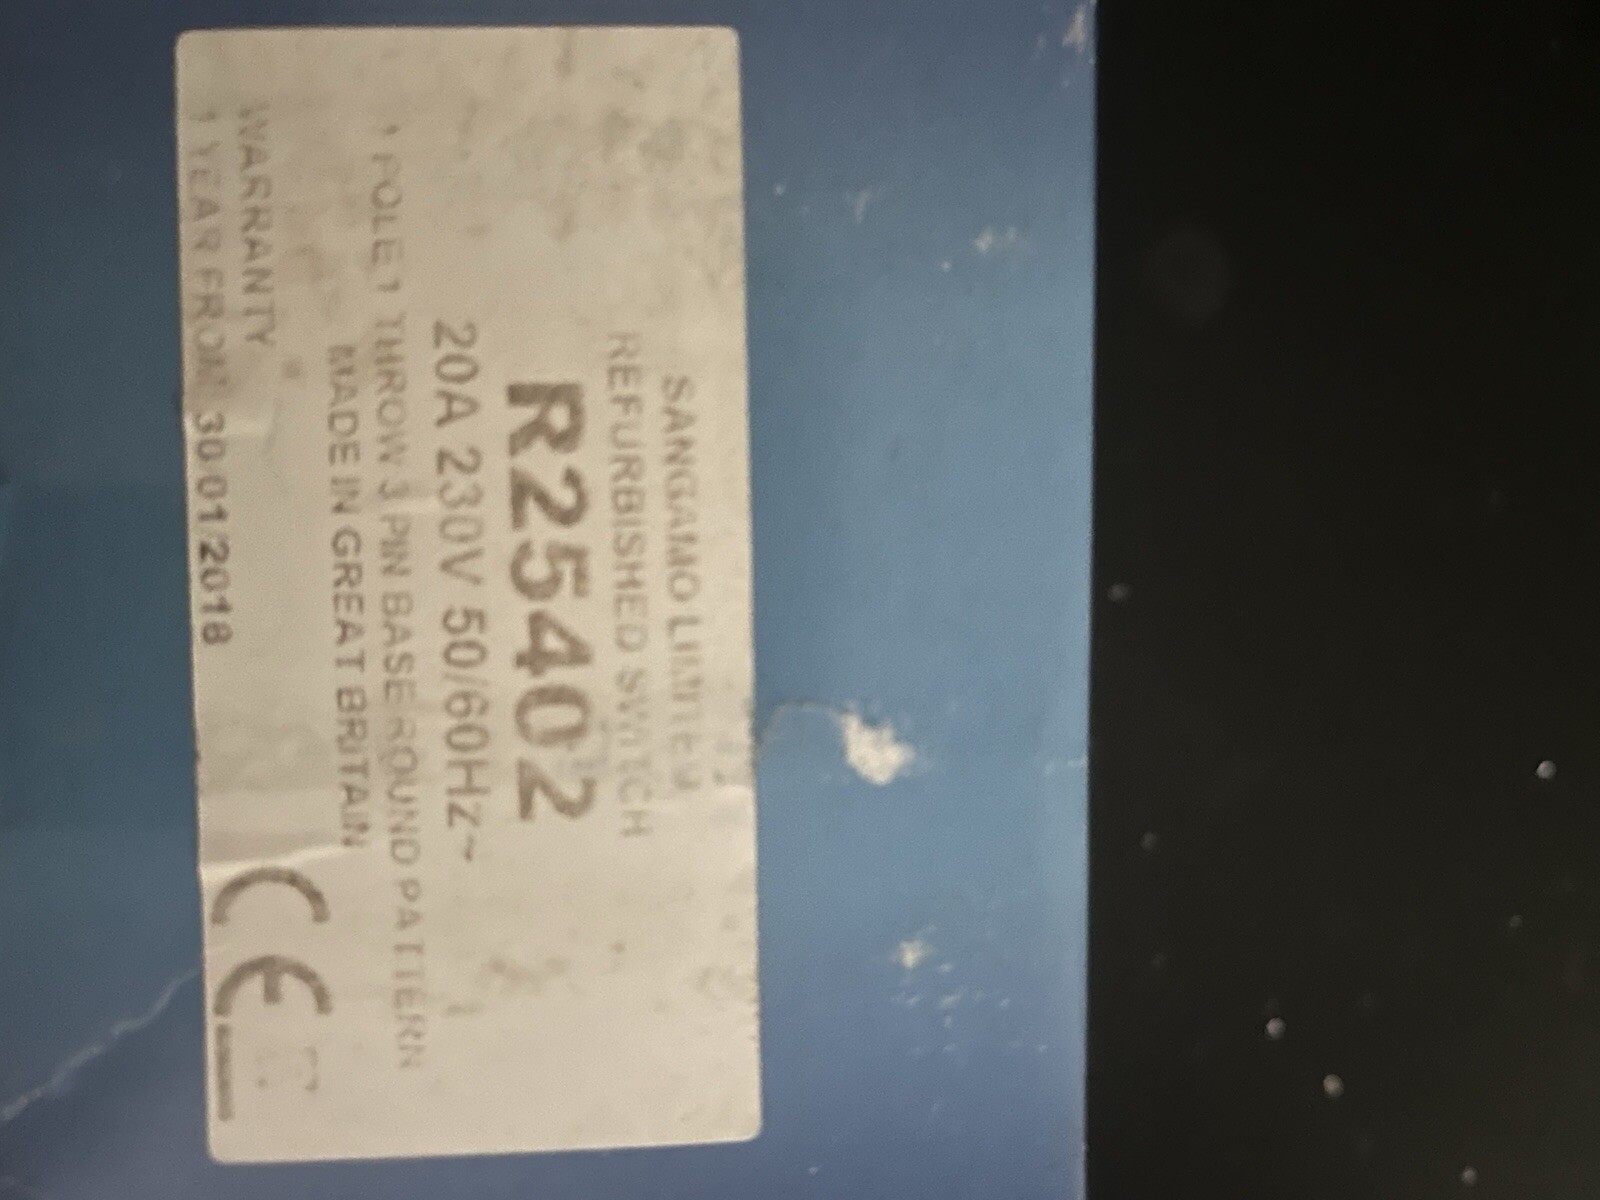 SANGAMO LIMITED
REFURBISHED SWITCH
R25402
20A 230V 50/60Hz~
1 POLE 1 THROW 3 PIN BASE ROUND PATTERN
MADE IN GREAT BRITAIN
WARRANTY
1 YEAR FROM 30/01/2018
CE